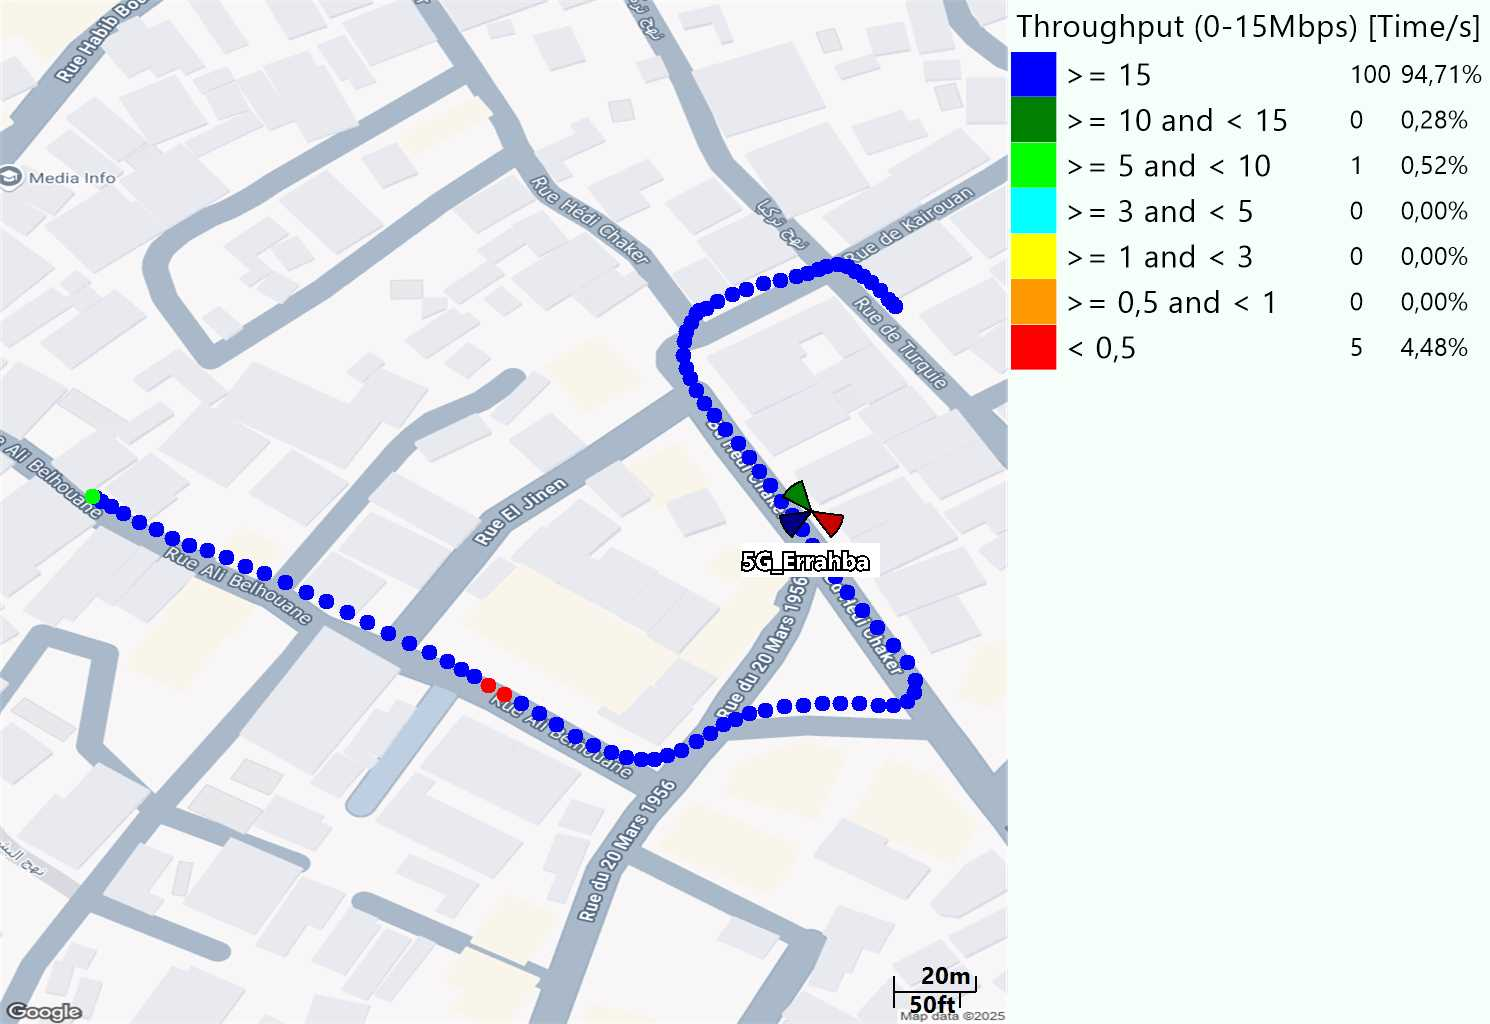 Throughput (0-15Mbps) [Time/s]
>= 15 100 94,71%
>= 10 and < 15 0 0,28%
>= 5 and < 10 1 0,52%
>= 3 and < 5 0 0,00%
>= 1 and < 3 0 0,00%
>= 0,5 and < 1 0 0,00%
< 0,5 5 4,48%
Rue Habib Bou
Media Info
Rue Hédi Chaker
نهج تركيا
Rue de Kairouan
Rue de Turquie
Ali Belhouane
Rue El Jinen
5G_Errahba
Rue Ali Belhouane
Rue du 20 Mars 1956
Chaker
Rue Ali Belhouane
Rue du 20 Mars 1956
20m
50ft
Google
Map data ©2025